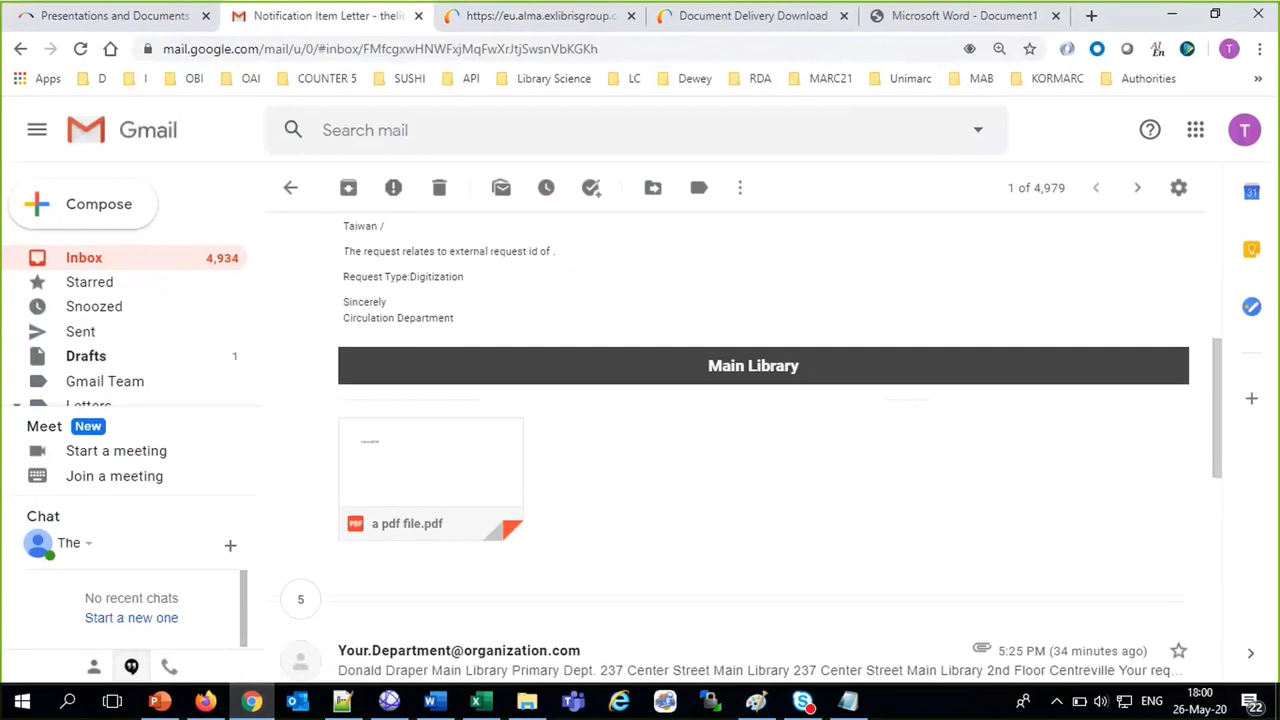 Presentations and Documents
Notification Item Letter - theli
https://eu.alma.exlibrisgroup.c
Document Delivery Download
Microsoft Word - Document1
mail.google.com/mail/u/0/#inbox/FMfcgxwHNWFxjMqFwXrJtjSwsnVbKGKh
T
Apps
D
I
OBI
OAI
COUNTER 5
SUSHI
API
Library Science
LC
Dewey
RDA
MARC21
Unimarc
MAB
KORMARC
Authorities
»
Gmail
Search mail
T
Compose
1 of 4,979
31
Inbox 4,934
Starred
Snoozed
Sent
Drafts 1
Gmail Team
Letters
Taiwan /
The request relates to external request id of .
Request Type:Digitization
Sincerely
Circulation Department
Main Library
PDF a pdf file.pdf
Meet New
Start a meeting
Join a meeting
Chat
The
No recent chats
Start a new one
5
Your.Department@organization.com
5:25 PM (34 minutes ago)
Donald Draper Main Library Primary Dept. 237 Center Street Main Library 237 Center Street Main Library 2nd Floor Centreville Your req...
ENG
18:00
26-May-20
22